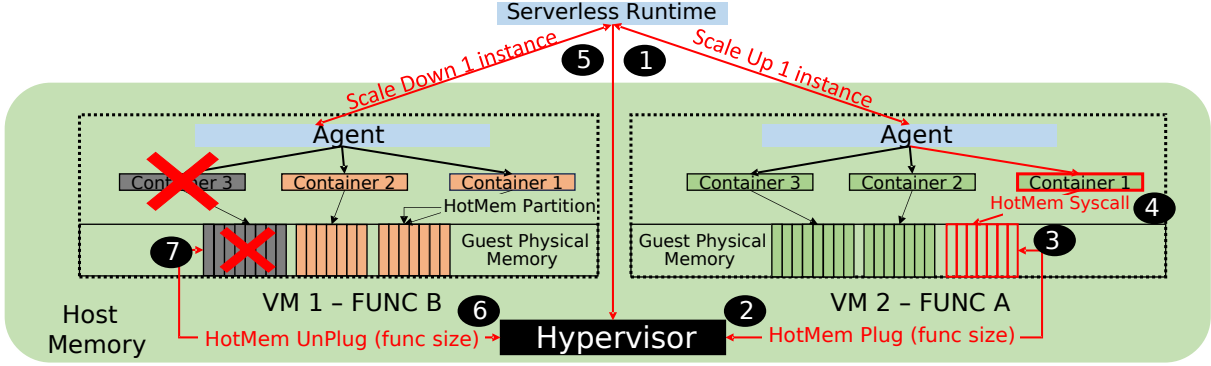 Serverless Runtime
Scale Down 1 instance
5
1
Scale Up 1 instance
Agent
Agent
Container 3
Container 2
Container 1
Container 3
Container 2
Container 1
HotMem Partition
HotMem Syscall
4
7
Guest Physical
Memory
Guest Physical
Memory
3
VM 1 – FUNC B
VM 2 – FUNC A
6
2
Host
Memory
HotMem UnPlug (func size)
Hypervisor
HotMem Plug (func size)